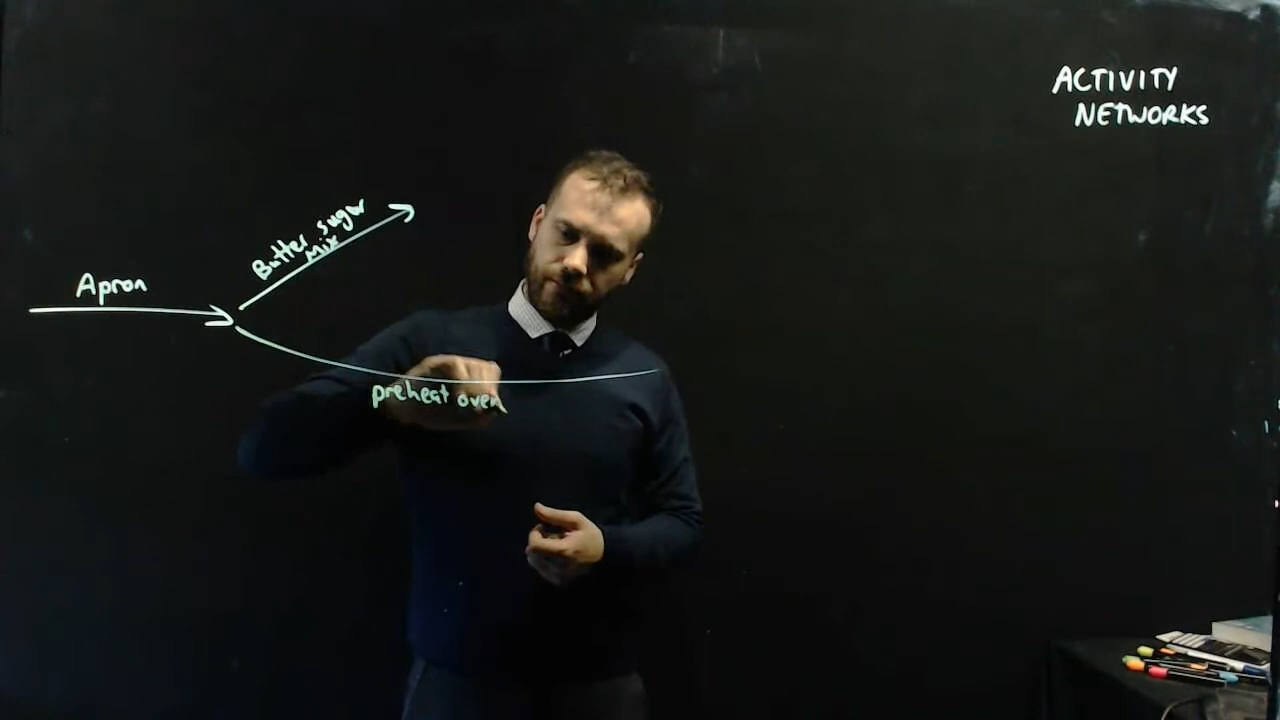 ACTIVITY
NETWORKS
Butter sugar
Mix
Apron
preheat oven